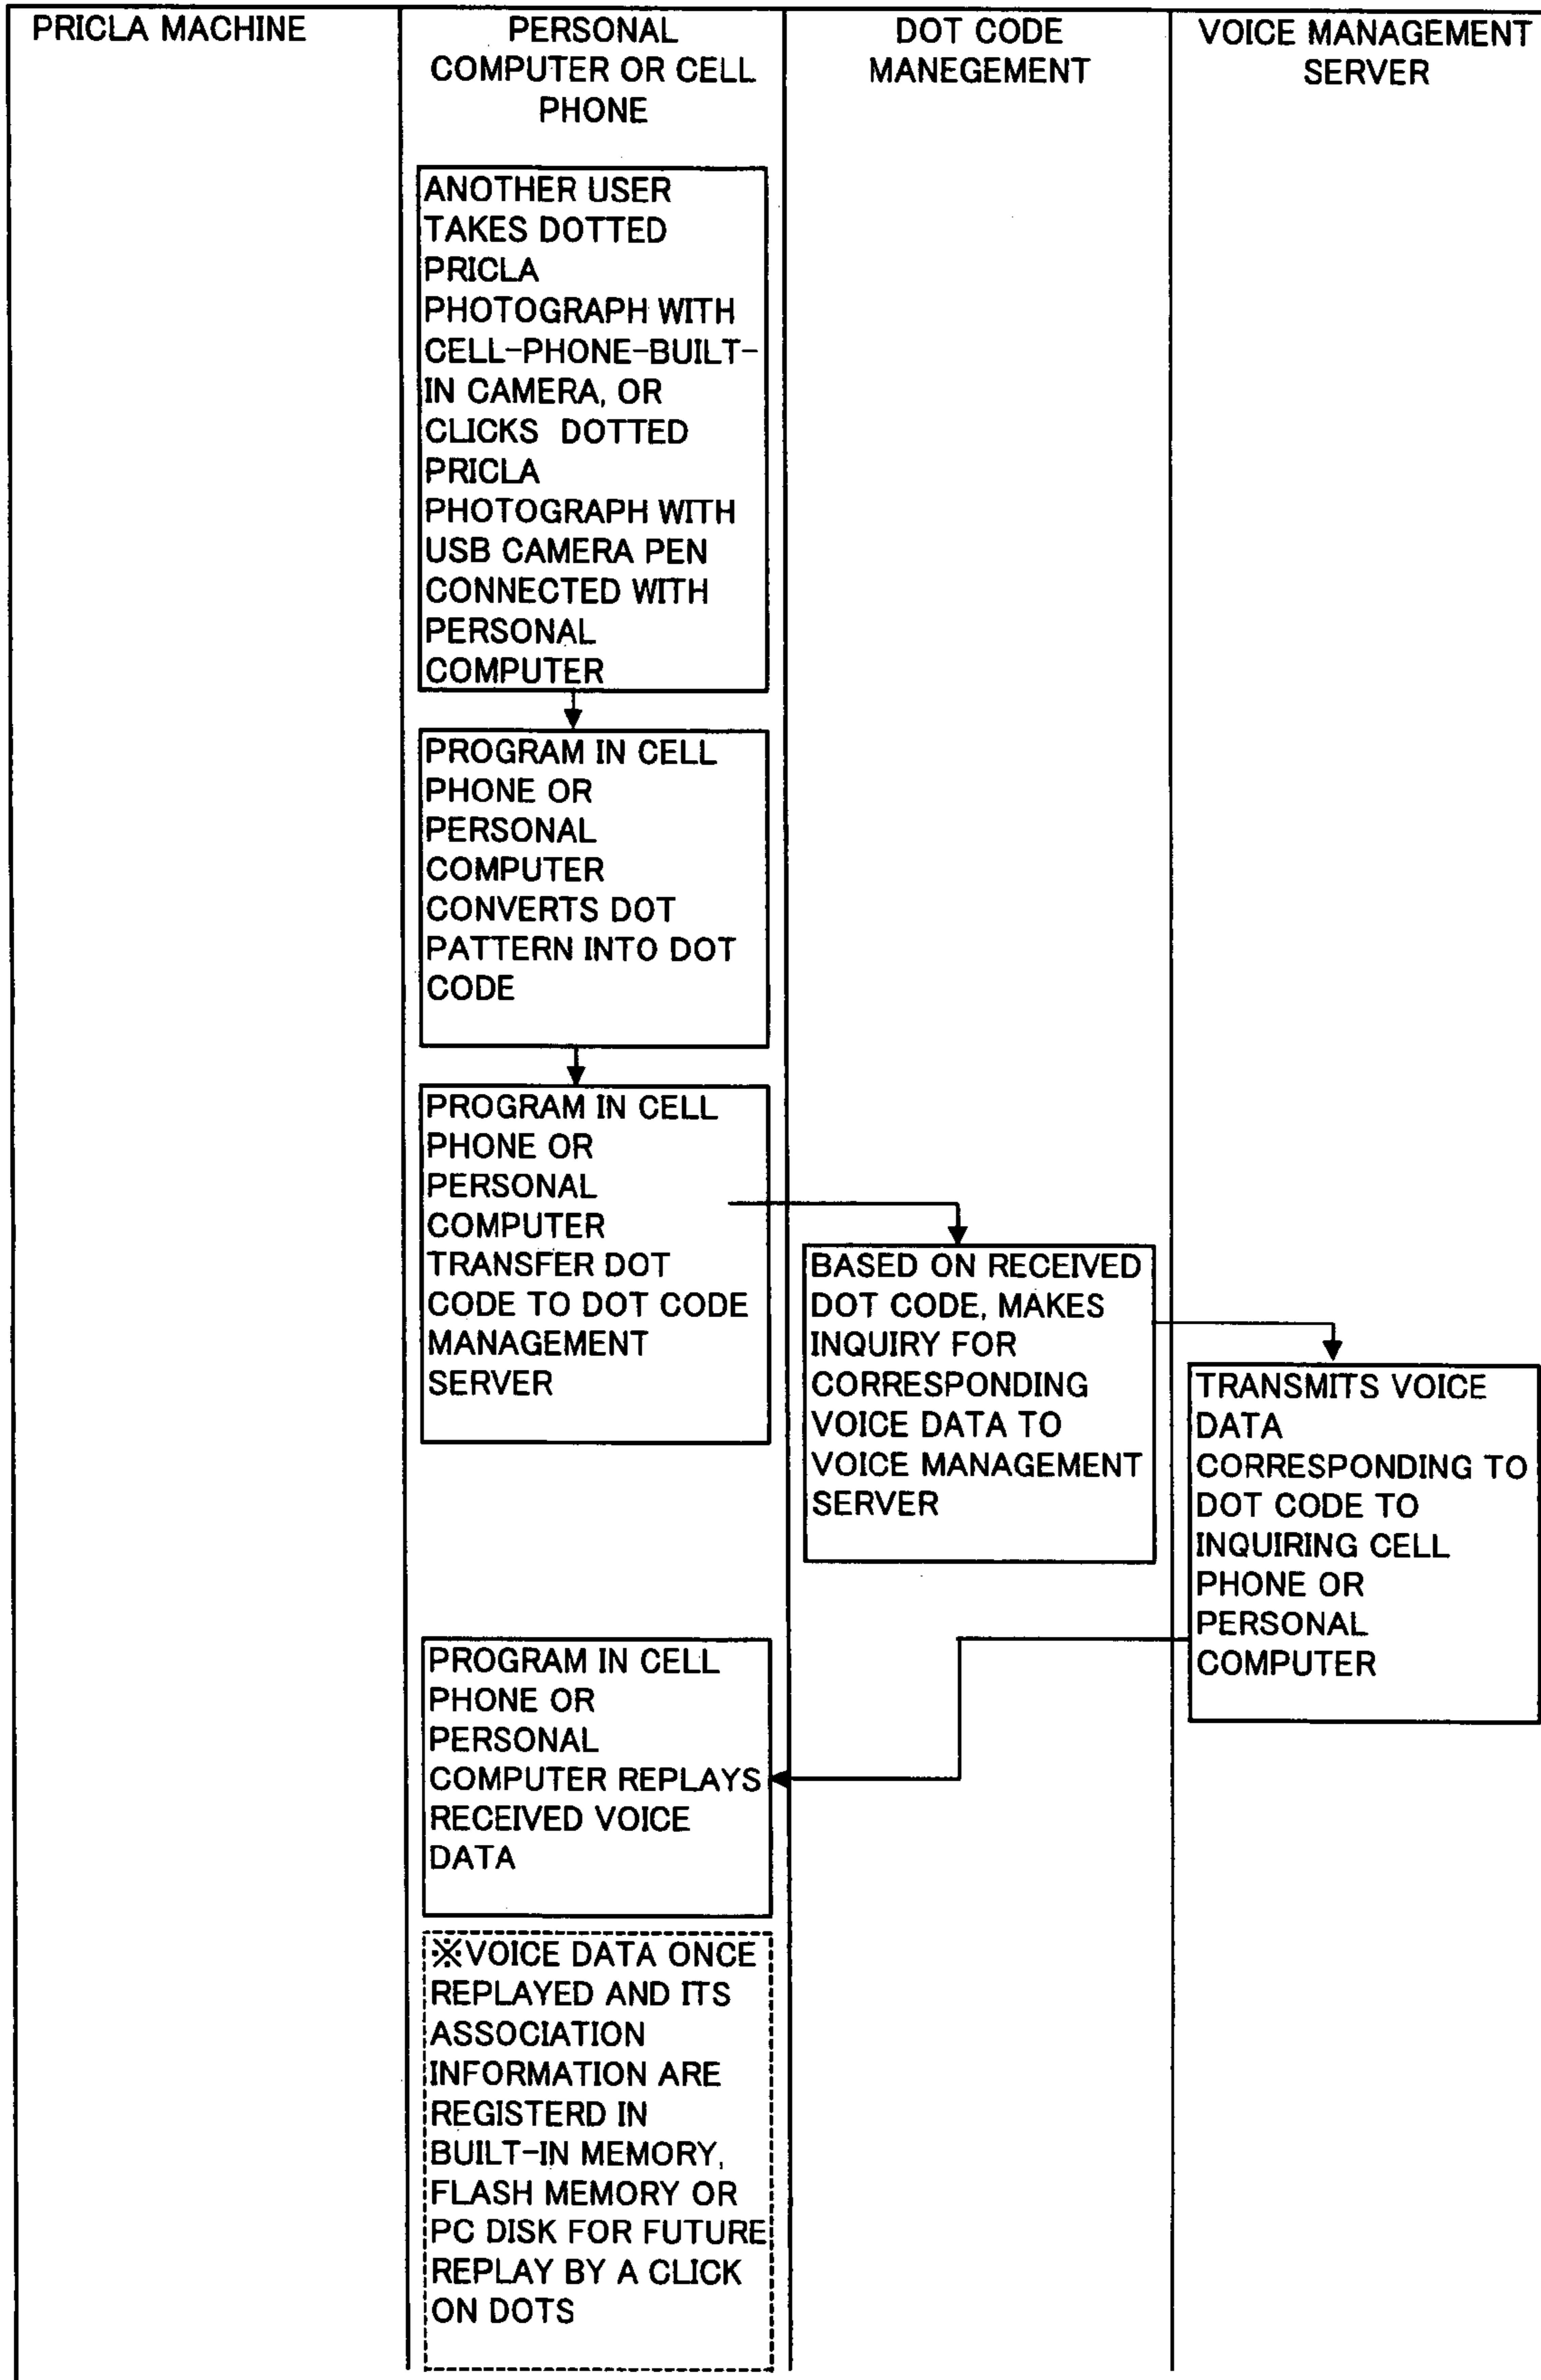 PRICLA MACHINE
PERSONAL
COMPUTER OR CELL
PHONE
DOT CODE
MANEGEMENT
VOICE MANAGEMENT
SERVER
ANOTHER USER
TAKES DOTTED
PRICLA
PHOTOGRAPH WITH
CELL-PHONE-BUILT-
IN CAMERA, OR
CLICKS DOTTED
PRICLA
PHOTOGRAPH WITH
USB CAMERA PEN
CONNECTED WITH
PERSONAL
COMPUTER
PROGRAM IN CELL
PHONE OR
PERSONAL
COMPUTER
CONVERTS DOT
PATTERN INTO DOT
CODE
PROGRAM IN CELL
PHONE OR
PERSONAL
COMPUTER
TRANSFER DOT
CODE TO DOT CODE
MANAGEMENT
SERVER
BASED ON RECEIVED
DOT CODE, MAKES
INQUIRY FOR
CORRESPONDING
VOICE DATA TO
VOICE MANAGEMENT
SERVER
TRANSMITS VOICE
DATA
CORRESPONDING TO
DOT CODE TO
INQUIRING CELL
PHONE OR
PERSONAL
COMPUTER
PROGRAM IN CELL
PHONE OR
PERSONAL
COMPUTER REPLAYS
RECEIVED VOICE
DATA
※VOICE DATA ONCE
REPLAYED AND ITS
ASSOCIATION
INFORMATION ARE
REGISTERD IN
BUILT-IN MEMORY,
FLASH MEMORY OR
PC DISK FOR FUTURE
REPLAY BY A CLICK
ON DOTS